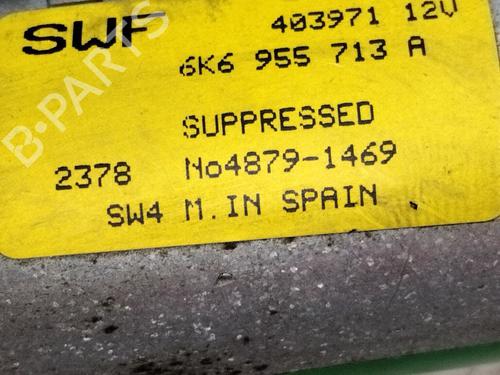 SWF 403971 12V
6K6 955 713 A
SUPPRESSED
2378 No4879-1469
SW4 M.IN SPAIN
B-PARTS